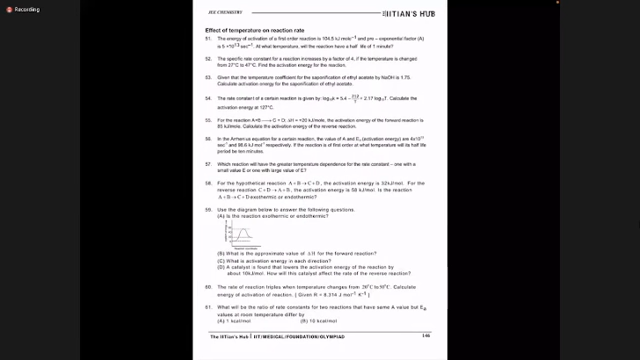 Recording
JEE CHEMISTRY
IITIAN'S HUB
Effect of temperature on reaction rate
51. The energy of activation of a first order reaction is 104.5 kJ mole⁻¹ and pre – exponential factor (A)
is 5 ×10¹³ sec⁻¹. At what temperature, will the reaction have a half life of 1 minute?
52. The specific rate constant for a reaction increases by a factor of 4, if the temperature is changed
from 27°C to 47°C. Find the activation energy for the reaction.
53. Given that the temperature coefficient for the saponification of ethyl acetate by NaOH is 1.75.
Calculate activation energy for the saponification of ethyl acetate.
54. The rate constant of a certain reaction is given by: log₁₀k = 5.4 – 212/T + 2.17 log₁₀T. Calculate the
activation energy at 127°C.
55. For the reaction A+B ⟶ C + D, ΔH = +20 kJ/mole, the activation energy of the forward reaction is
85 kJ/mole. Calculate the activation energy of the reverse reaction.
56. In the Arrhenius equation for a certain reaction, the value of A and Eₐ (activation energy) are 4x10¹³
sec⁻¹ and 98.6 kJ mol⁻¹ respectively. If the reaction is of first order at what temperature will its half life
period be ten minutes.
57. Which reaction will have the greater temperature dependence for the rate constant – one with a
small value E or one with large value of E?
58. For the hypothetical reaction A + B → C + D, the activation energy is 32kJ/mol. For the
reverse reaction C + D → A + B, the activation energy is 58 kJ/mol. Is the reaction
A + B → C + D exothermic or endothermic?
59. Use the diagram below to answer the following questions.
(A) Is the reaction exothermic or endothermic?
(B) What is the approximate value of ΔH for the forward reaction?
(C) What is activation energy in each direction?
(D) A catalyst is found that lowers the activation energy of the reaction by
about 10kJ/mol. How will this catalyst affect the rate of the reverse reaction?
60. The rate of reaction triples when temperature changes from 20°C to 50°C. Calculate
energy of activation of reaction. [ Given R = 8.314 J mol⁻¹ K⁻¹ ]
61. What will be the ratio of rate constants for two reactions that have same A value but Eₐ
values at room temperature differ by
(A) 1 kcal/mol (B) 10 kcal/mol
The IITian's Hub IIT/MEDICAL/FOUNDATION/OLYMPIAD 146